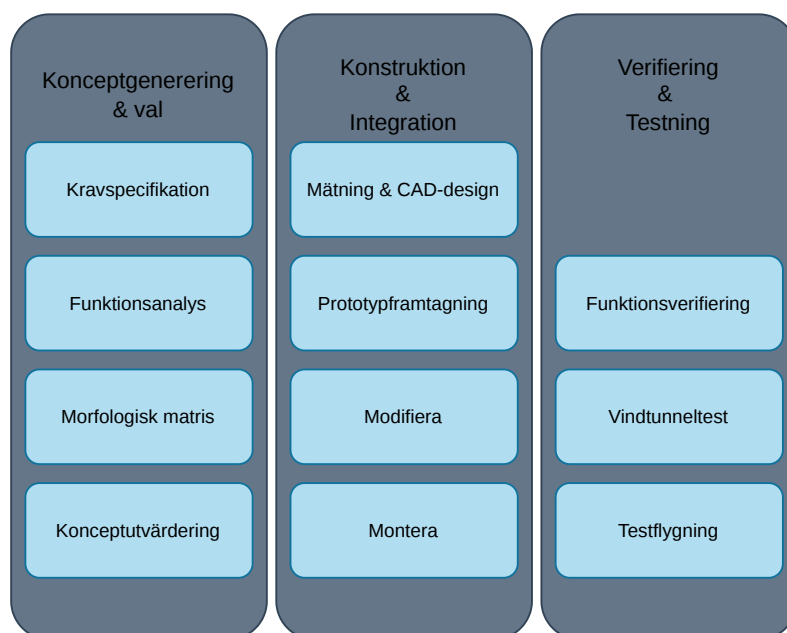 Konceptgenerering
& val
Kravspecifikation
Funktionsanalys
Morfologisk matris
Konceptutvärdering
Konstruktion
&
Integration
Mätning & CAD-design
Prototypframtagning
Modifiera
Montera
Verifiering
&
Testning
Funktionsverifiering
Vindtunneltest
Testflygning